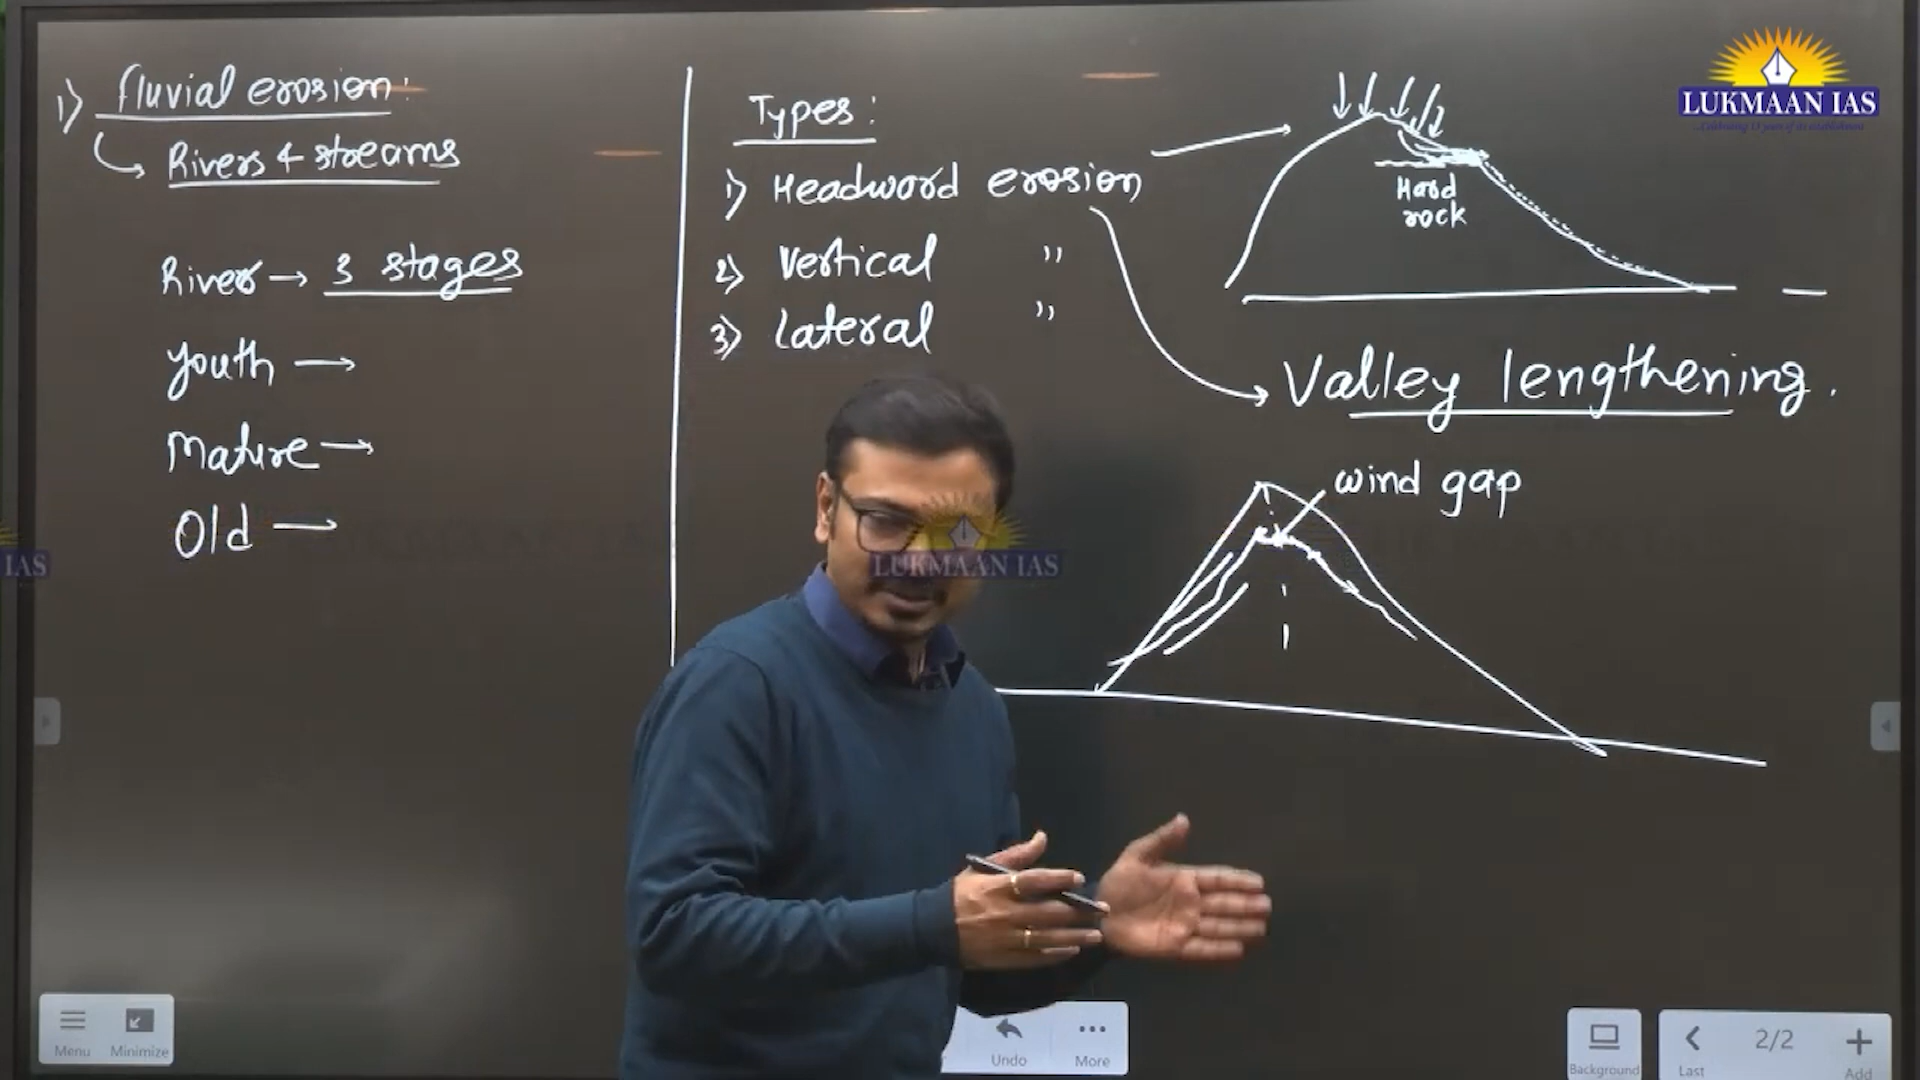 1) fluvial erosion:
Rivers & streams
River → 3 stages
youth →
Mature →
Old →
Types:
1) Headword erosion
2) Vertical "
3) Lateral "
Hard
rock
Valley lengthening.
wind gap
LUKMAAN IAS
LUKMAAN IAS
IAS
Menu
Minimize
Undo
More
Background
Last
2/2
Add